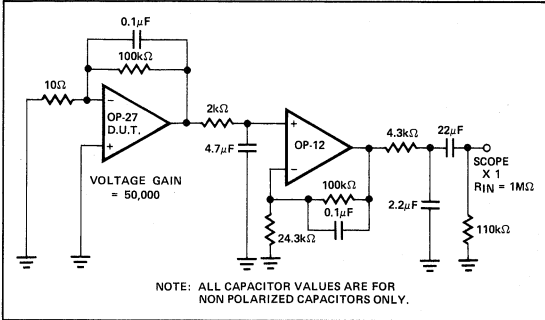 0.1µF
100kΩ
10Ω
−
+
OP-27
D.U.T.
VOLTAGE GAIN
= 50,000
2kΩ
4.7µF
+
−
OP-12
100kΩ
0.1µF
24.3kΩ
4.3kΩ
22µF
2.2µF
110kΩ
SCOPE
X 1
RIN = 1MΩ
NOTE: ALL CAPACITOR VALUES ARE FOR
NON POLARIZED CAPACITORS ONLY.